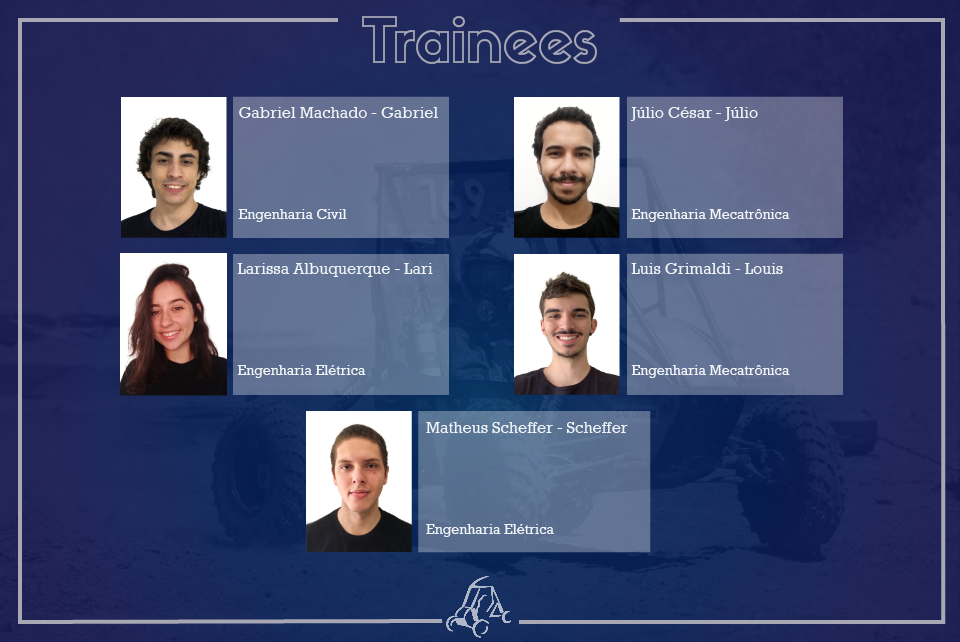 Trainees
Gabriel Machado - Gabriel
Engenharia Civil
Júlio César - Júlio
Engenharia Mecatrônica
Larissa Albuquerque - Lari
Engenharia Elétrica
Luis Grimaldi - Louis
Engenharia Mecatrônica
Matheus Scheffer - Scheffer
Engenharia Elétrica
769